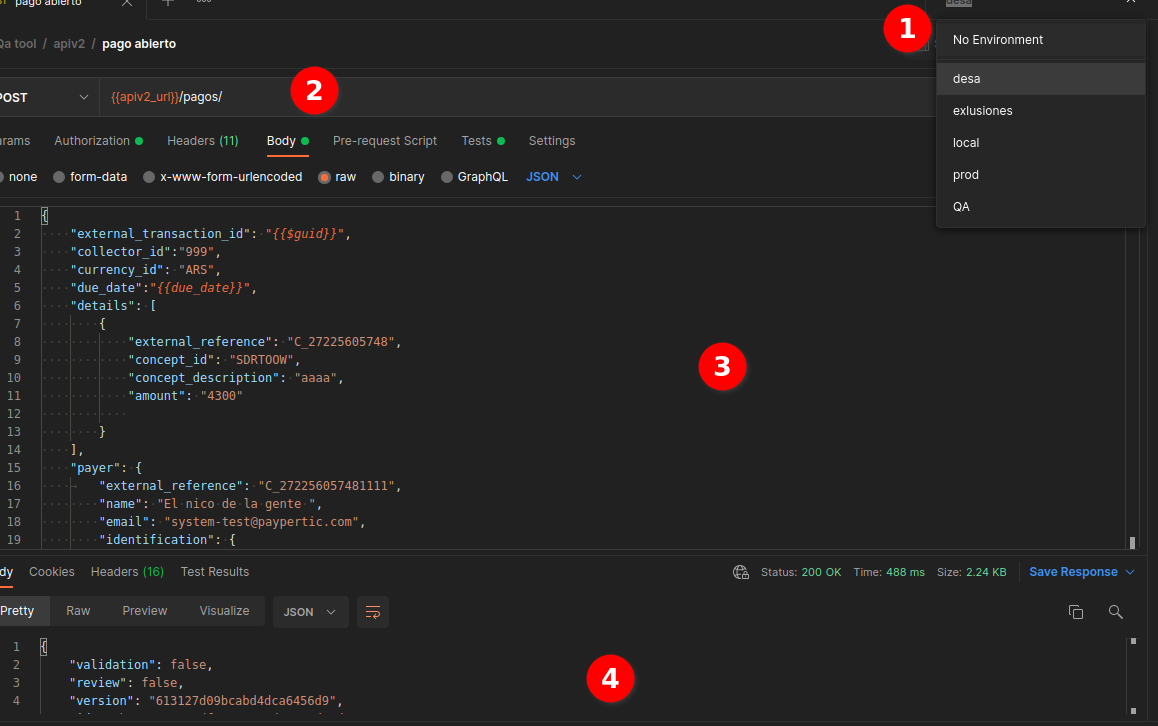 pago abierto
desa
Qa tool / apiv2 / pago abierto
1
No Environment
desa
exlusiones
local
prod
QA
POST
{{apiv2_url}}/pagos/
2
Params Authorization Headers (11) Body Pre-request Script Tests Settings
none form-data x-www-form-urlencoded raw binary GraphQL JSON
1 {
2 "external_transaction_id": "{{$guid}}",
3 "collector_id":"999",
4 "currency_id": "ARS",
5 "due_date":"{{due_date}}",
6 "details": [
7 {
8 "external_reference": "C_27225605748",
9 "concept_id": "SDRTOOW",
10 "concept_description": "aaaa",
11 "amount": "4300"
12
13 }
14 ],
15 "payer": {
16 "external_reference": "C_272256057481111",
17 "name": "El nico de la gente ",
18 "email": "system-test@paypertic.com",
19 "identification": {
3
Body Cookies Headers (16) Test Results Status: 200 OK Time: 488 ms Size: 2.24 KB Save Response
Pretty Raw Preview Visualize JSON
1 {
2 "validation": false,
3 "review": false,
4 "version": "613127d09bcabd4dca6456d9",
4